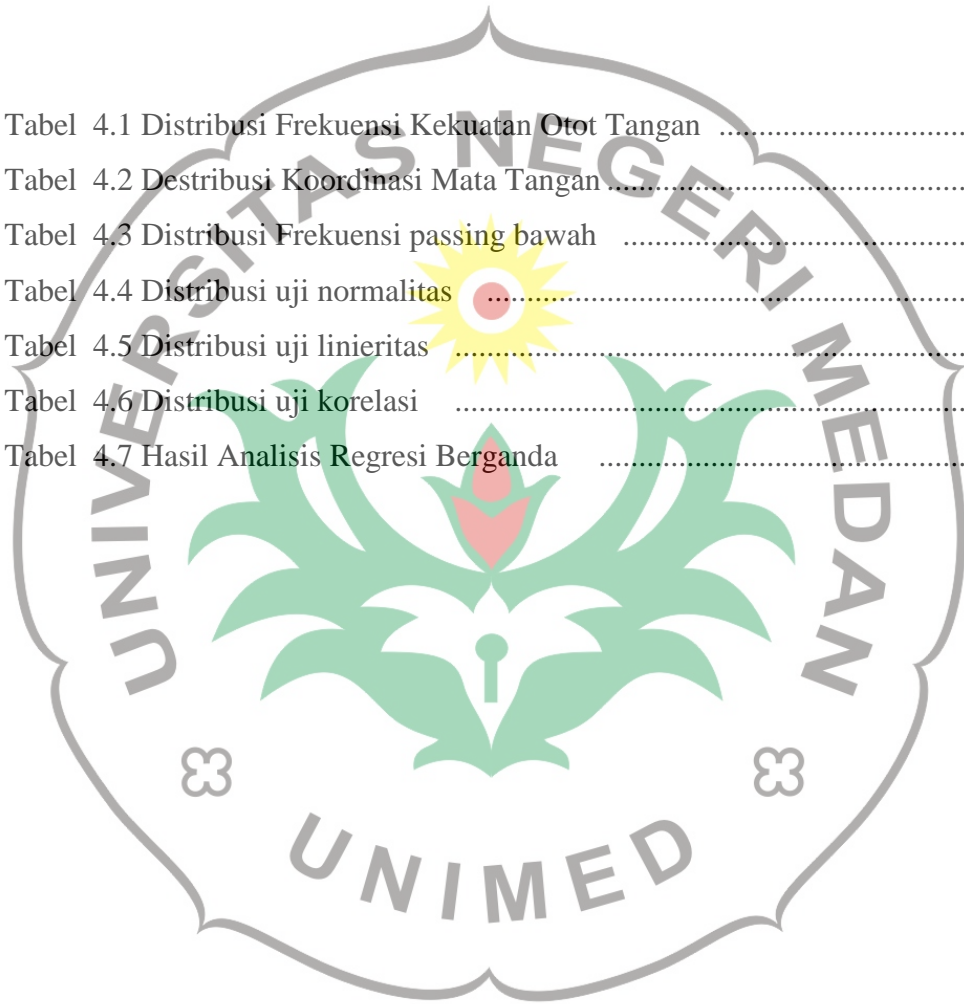 Tabel 4.1 Distribusi Frekuensi Kekuatan Otot Tangan ................................
Tabel 4.2 Destribusi Koordinasi Mata Tangan ...............................................
Tabel 4.3 Distribusi Frekuensi passing bawah .............................................
Tabel 4.4 Distribusi uji normalitas ...............................................................
Tabel 4.5 Distribusi uji linieritas ...................................................................
Tabel 4.6 Distribusi uji korelasi ...................................................................
Tabel 4.7 Hasil Analisis Regresi Berganda ................................................
UNIVERSITAS NEGERI MEDAN
UNIMED